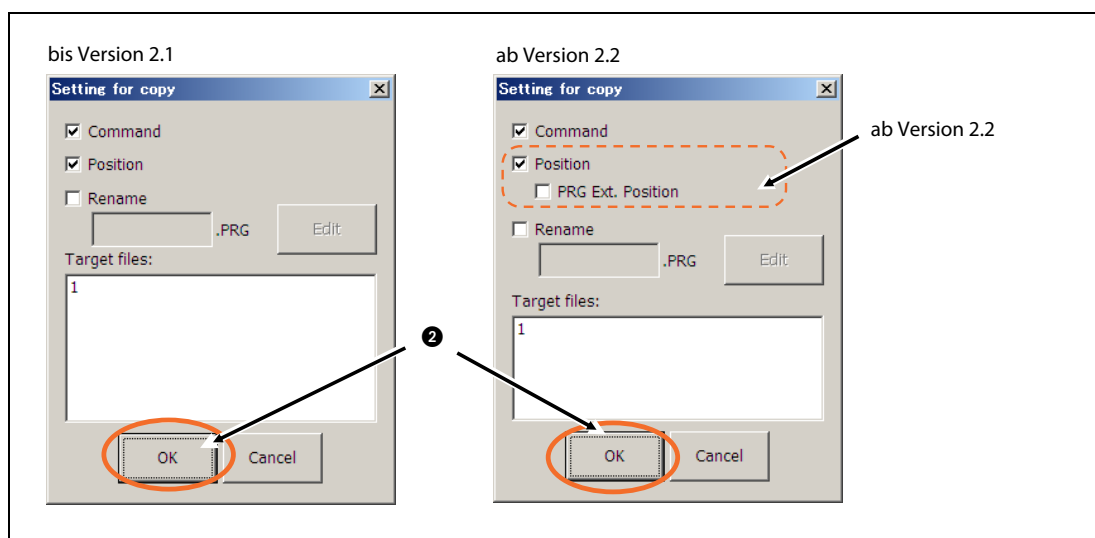 bis Version 2.1
Setting for copy
Command
Position
Rename
.PRG
Edit
Target files:
1
OK
Cancel
ab Version 2.2
Setting for copy
Command
Position
PRG Ext. Position
Rename
.PRG
Edit
Target files:
1
OK
Cancel
ab Version 2.2
❷